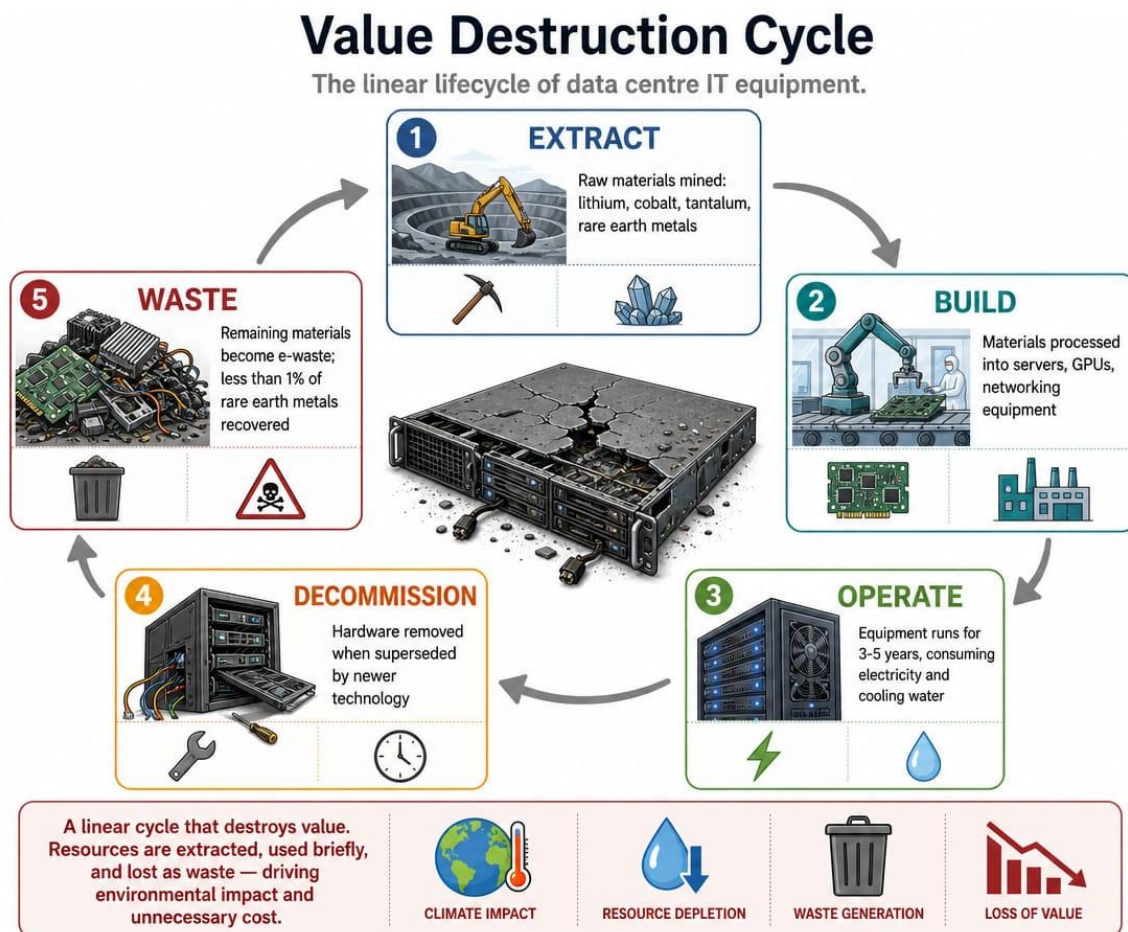 Value Destruction Cycle
The linear lifecycle of data centre IT equipment.
1
EXTRACT
Raw materials mined:
lithium, cobalt, tantalum,
rare earth metals
2
BUILD
Materials processed
into servers, GPUs,
networking
equipment
3
OPERATE
Equipment runs for
3-5 years, consuming
electricity and
cooling water
4
DECOMMISSION
Hardware removed
when superseded
by newer
technology
5
WASTE
Remaining materials
become e-waste;
less than 1% of
rare earth metals
recovered
A linear cycle that destroys value.
Resources are extracted, used briefly,
and lost as waste — driving
environmental impact and
unnecessary cost.
CLIMATE IMPACT
RESOURCE DEPLETION
WASTE GENERATION
LOSS OF VALUE